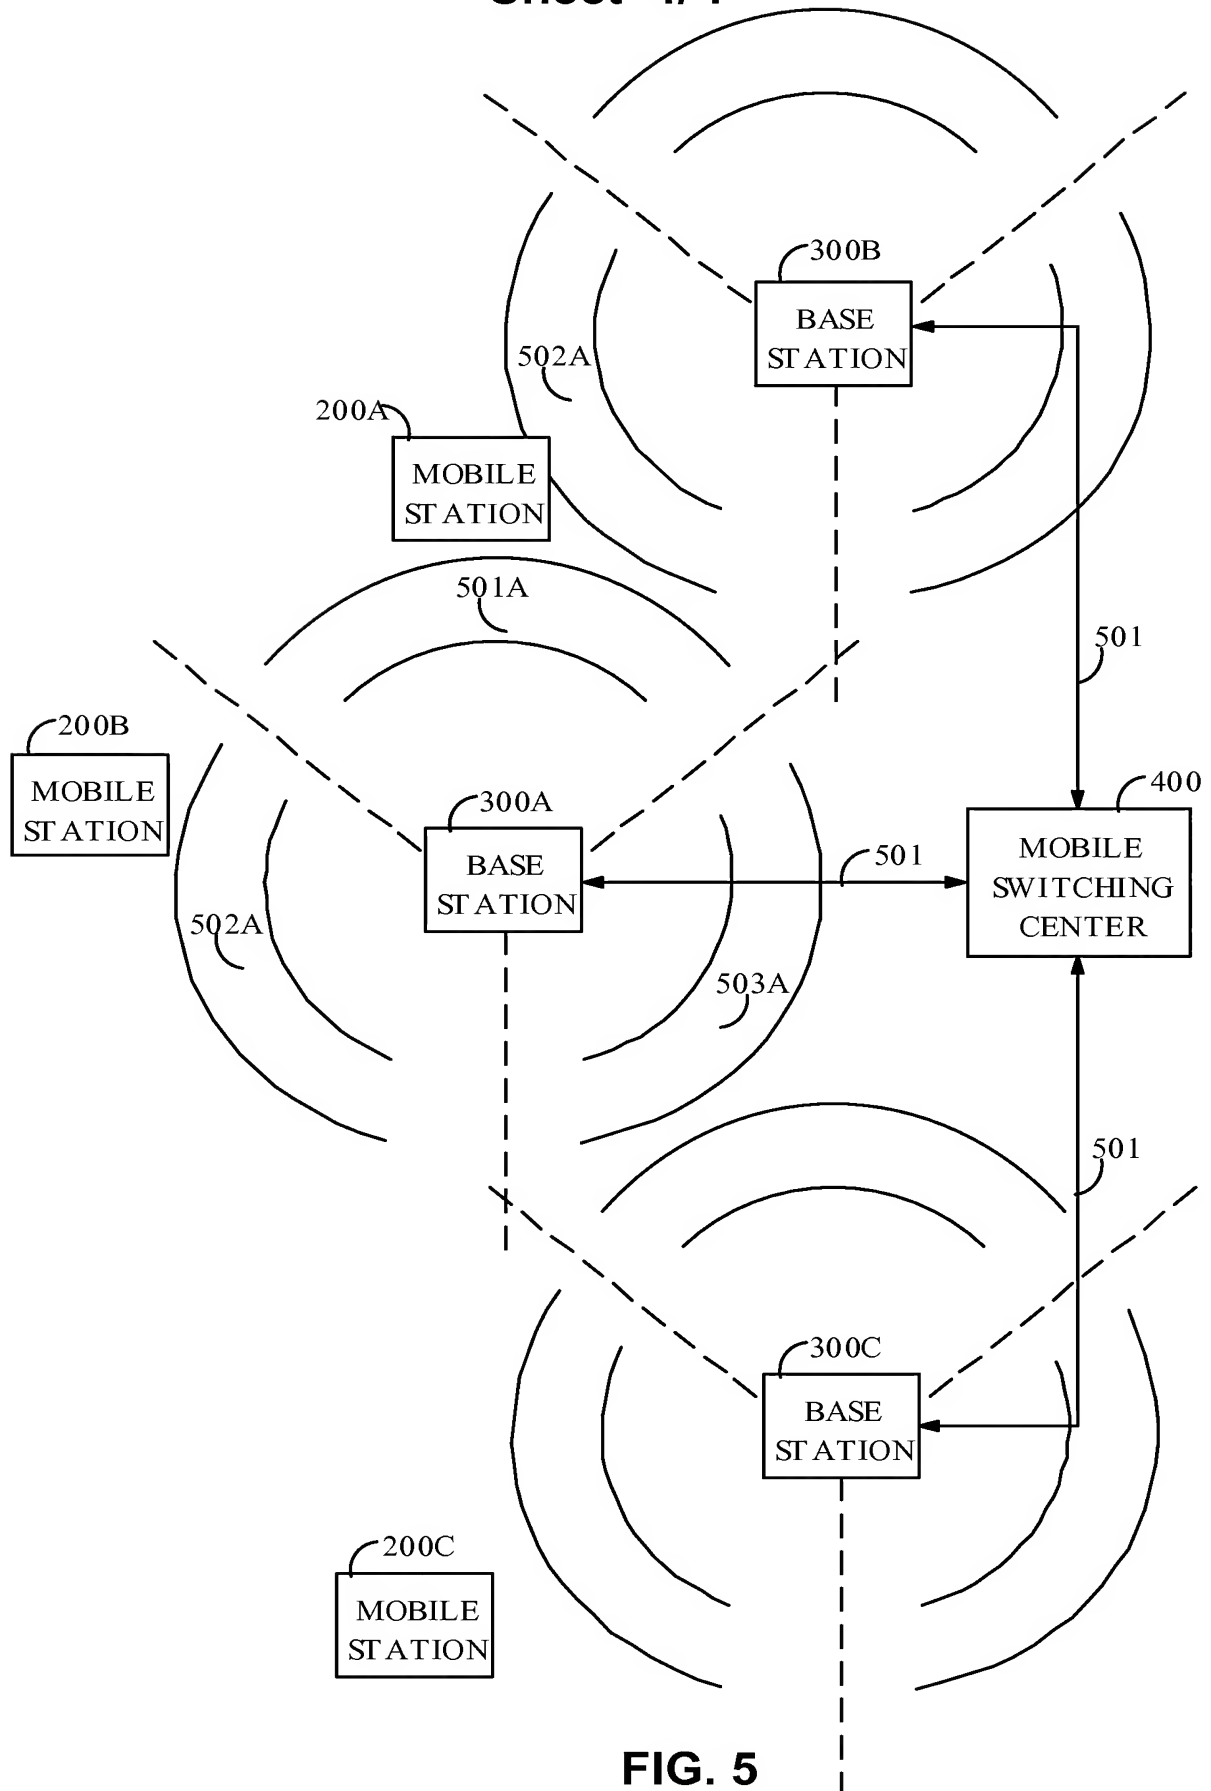 300B
BASE
STATION
502A
200A
MOBILE
STATION
501A
501
200B
MOBILE
STATION
300A
BASE
STATION
501
400
MOBILE
SWITCHING
CENTER
502A
503A
501
300C
BASE
STATION
200C
MOBILE
STATION
FIG. 5